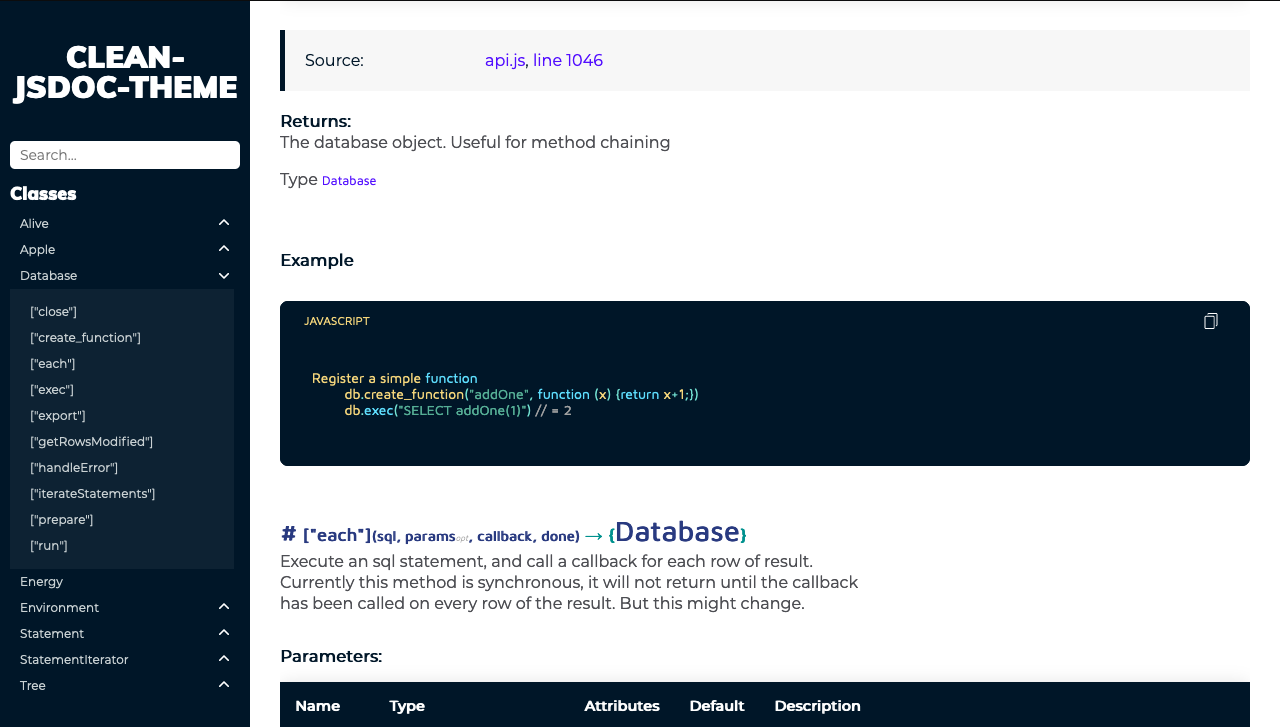 CLEAN-
JSDOC-THEME
Search...
Classes
Alive
Apple
Database
["close"]
["create_function"]
["each"]
["exec"]
["export"]
["getRowsModified"]
["handleError"]
["iterateStatements"]
["prepare"]
["run"]
Energy
Environment
Statement
StatementIterator
Tree
Source: api.js, line 1046
Returns:
The database object. Useful for method chaining
Type Database
Example
JAVASCRIPT
Register a simple function
db.create_function("addOne", function (x) {return x+1;})
db.exec("SELECT addOne(1)") // = 2
# ["each"](sql, paramsopt, callback, done) → {Database}
Execute an sql statement, and call a callback for each row of result.
Currently this method is synchronous, it will not return until the callback
has been called on every row of the result. But this might change.
Parameters:
Name Type Attributes Default Description